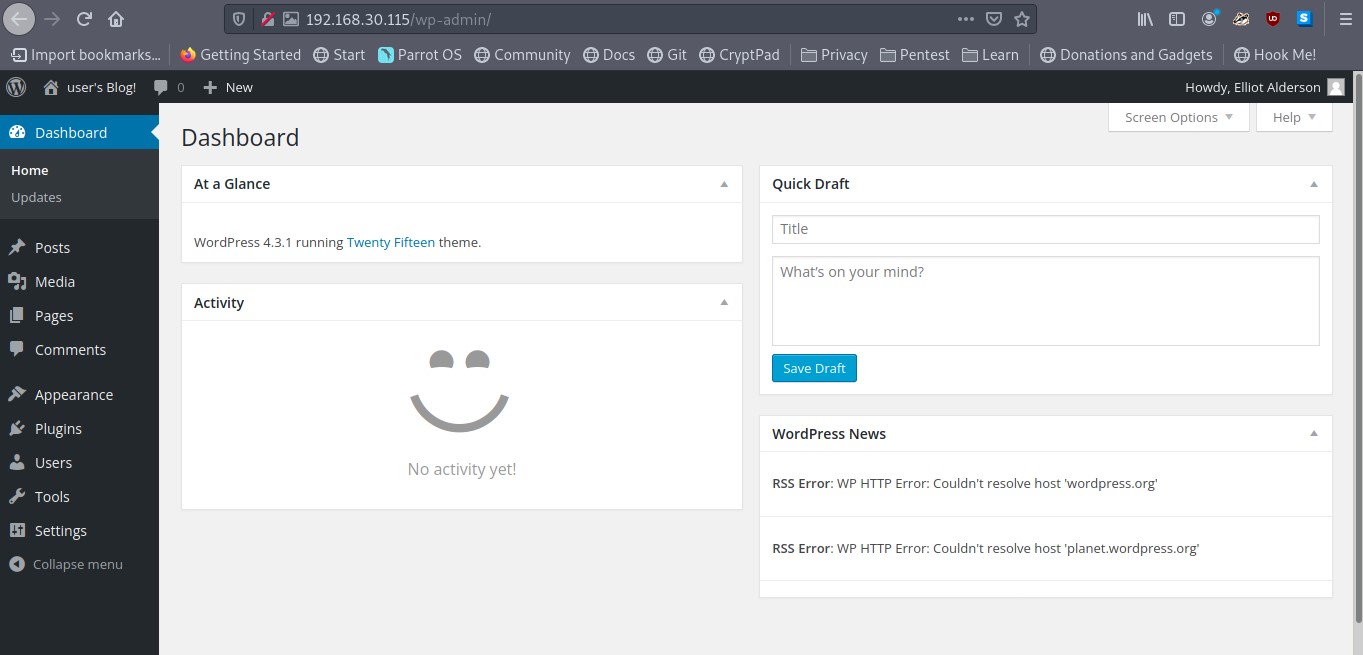 192.168.30.115/wp-admin/
Import bookmarks... Getting Started Start Parrot OS Community Docs Git CryptPad Privacy Pentest Learn Donations and Gadgets Hook Me!
user's Blog! 0 New Howdy, Elliot Alderson
Screen Options Help
Dashboard
Home
Updates
Posts
Media
Pages
Comments
Appearance
Plugins
Users
Tools
Settings
Collapse menu
Dashboard
At a Glance
WordPress 4.3.1 running Twenty Fifteen theme.
Activity
No activity yet!
Quick Draft
Title
What's on your mind?
Save Draft
WordPress News
RSS Error: WP HTTP Error: Couldn't resolve host 'wordpress.org'
RSS Error: WP HTTP Error: Couldn't resolve host 'planet.wordpress.org'